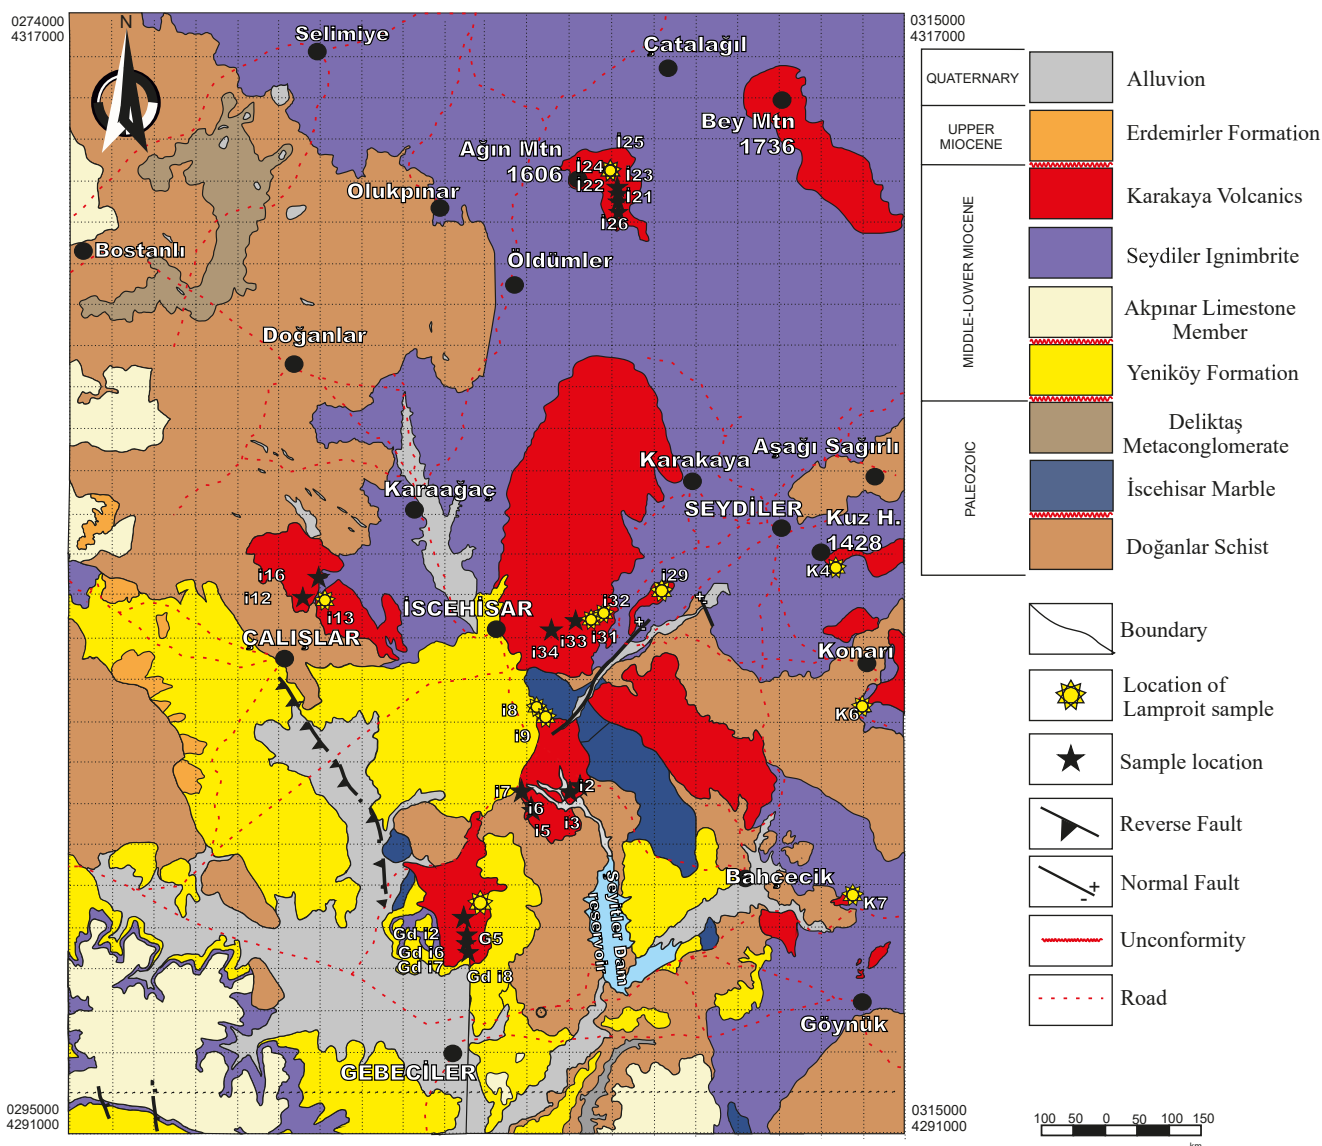 0274000
4317000
N
Selimiye
Çatalağıl
Bey Mtn
1736
Ağın Mtn
1606
i25
i24
i23
i22
i21
i26
Olukpınar
Bostanlı
Öldümler
Doğanlar
Karakaya
Aşağı Sağırlı
Karaağaç
SEYDİLER
Kuz H.
1428
K4
i16
i12
i13
i29
i32
i31
i33
i34
İSCEHİSAR
ÇALIŞLAR
Konarı
K6
i8
i9
i7
i6
i5
i2
i3
Seyitler Dam
reservoir
Bahçecik
K7
Gd i2
Gd i6
Gd i7
G5
Gd i8
Göynük
GEBECİLER
0295000
4291000
0315000
4317000
0315000
4291000
QUATERNARY
Alluvion
UPPER
MIOCENE
Erdemirler Formation
MIDDLE-LOWER MIOCENE
Karakaya Volcanics
Seydiler Ignimbrite
Akpınar Limestone
Member
Yeniköy Formation
PALEOZOIC
Deliktaş
Metaconglomerate
İscehisar Marble
Doğanlar Schist
Boundary
Location of
Lamproit sample
Sample location
Reverse Fault
+
-
Normal Fault
Unconformity
Road
100 50 0 50 100 150
km